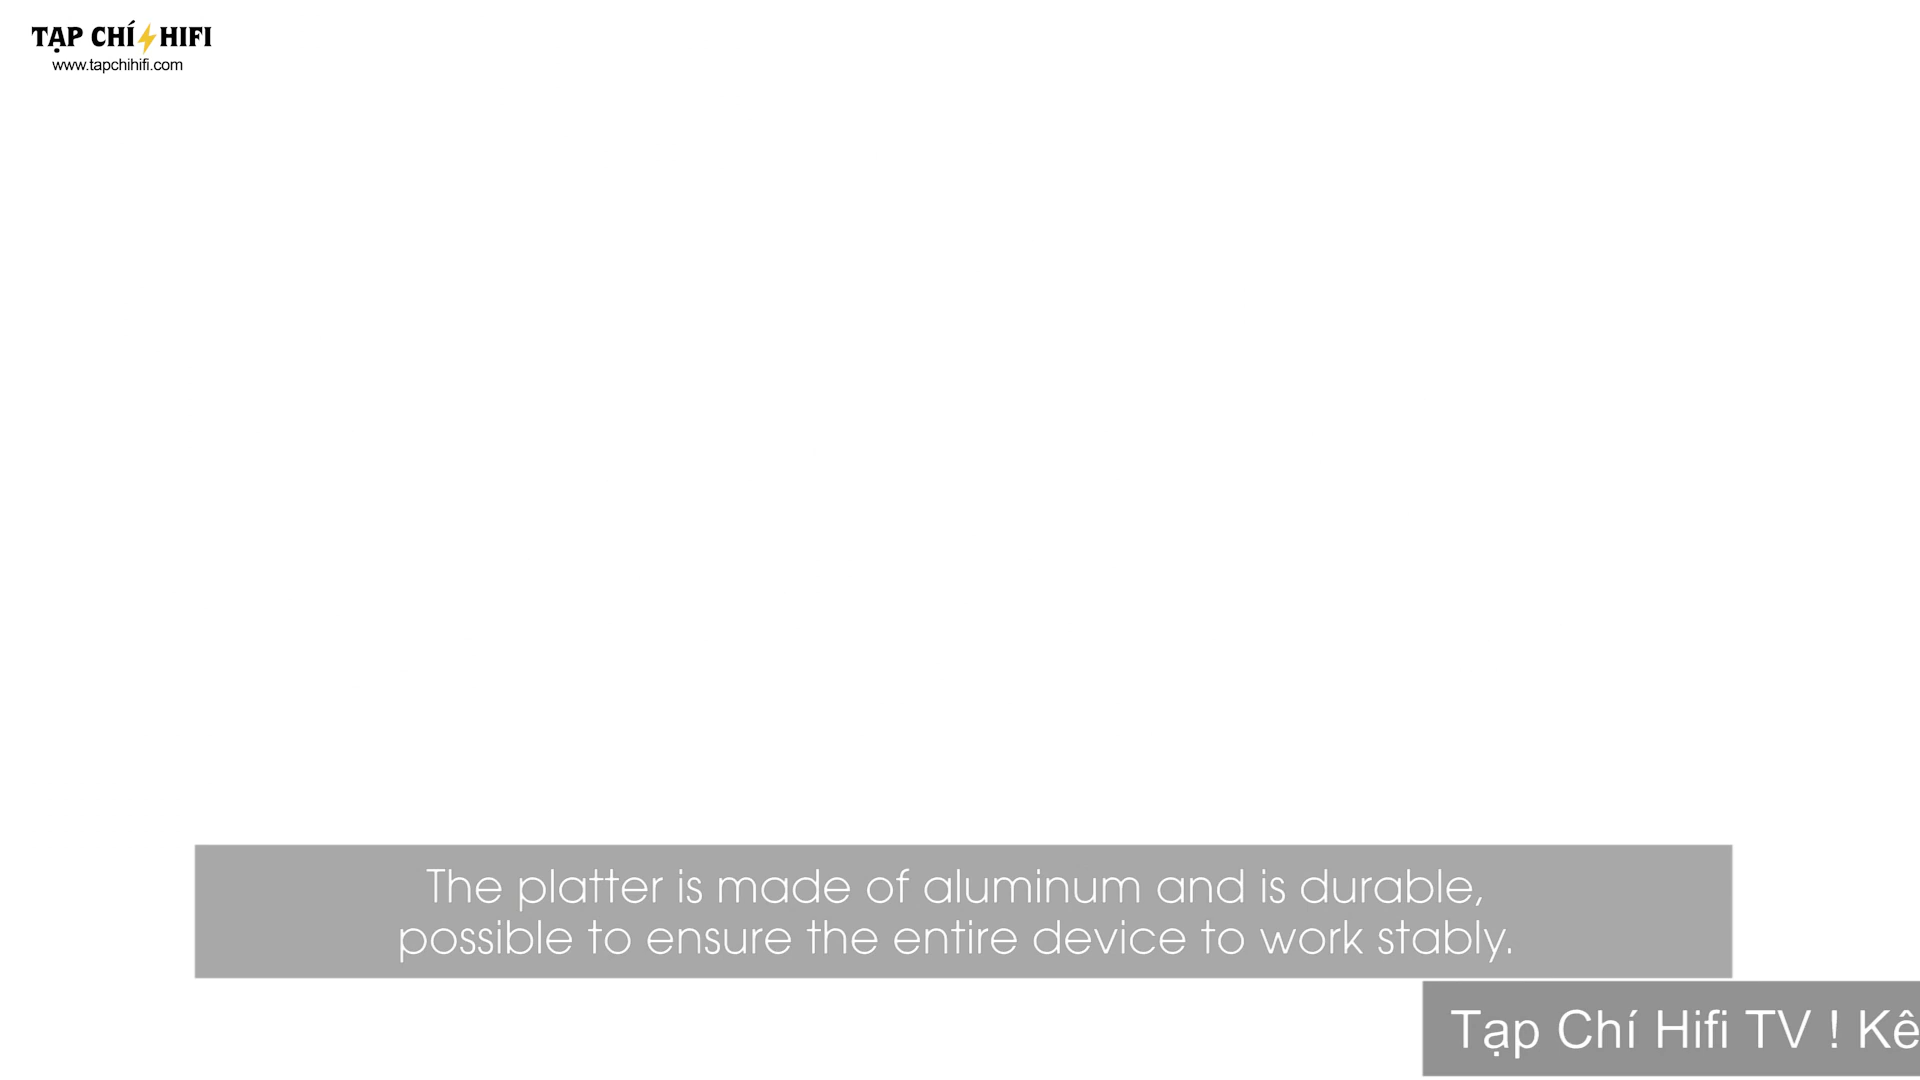 TẠP CHÍ HIFI
www.tapchihifi.com
The platter is made of aluminum and is durable,
possible to ensure the entire device to work stably.
Tạp Chí Hifi TV ! Kê